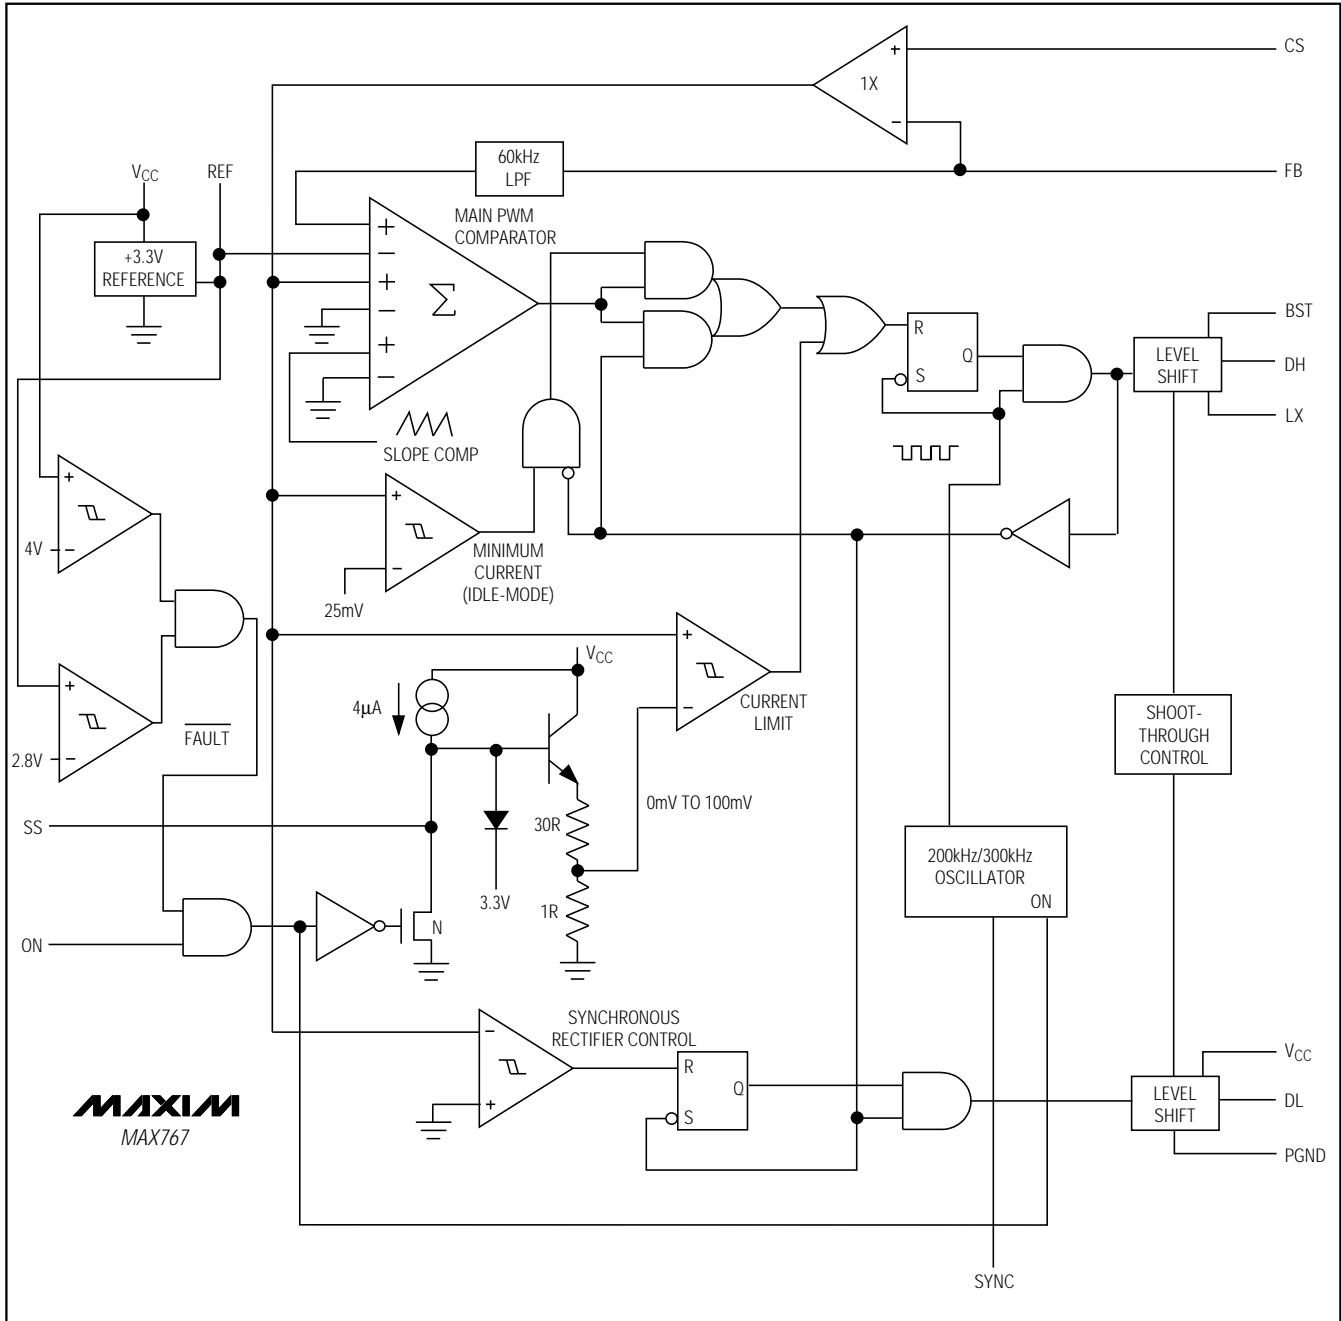 CS
+
1X
−
60kHz
LPF
FB
VCC
REF
MAIN PWM
COMPARATOR
+3.3V
REFERENCE
+
−
+
−
+
−
Σ
R
Q
S
BST
LEVEL
SHIFT
DH
LX
SLOPE COMP
+
4V
−
+
−
MINIMUM
CURRENT
(IDLE-MODE)
25mV
+
−
CURRENT
LIMIT
VCC
4µA
SHOOT-
THROUGH
CONTROL
+
2.8V
−
FAULT
0mV TO 100mV
SS
30R
3.3V
1R
200kHz/300kHz
OSCILLATOR
ON
ON
N
SYNCHRONOUS
RECTIFIER CONTROL
−
+
R
Q
S
VCC
LEVEL
SHIFT
DL
PGND
MAXIM
MAX767
SYNC